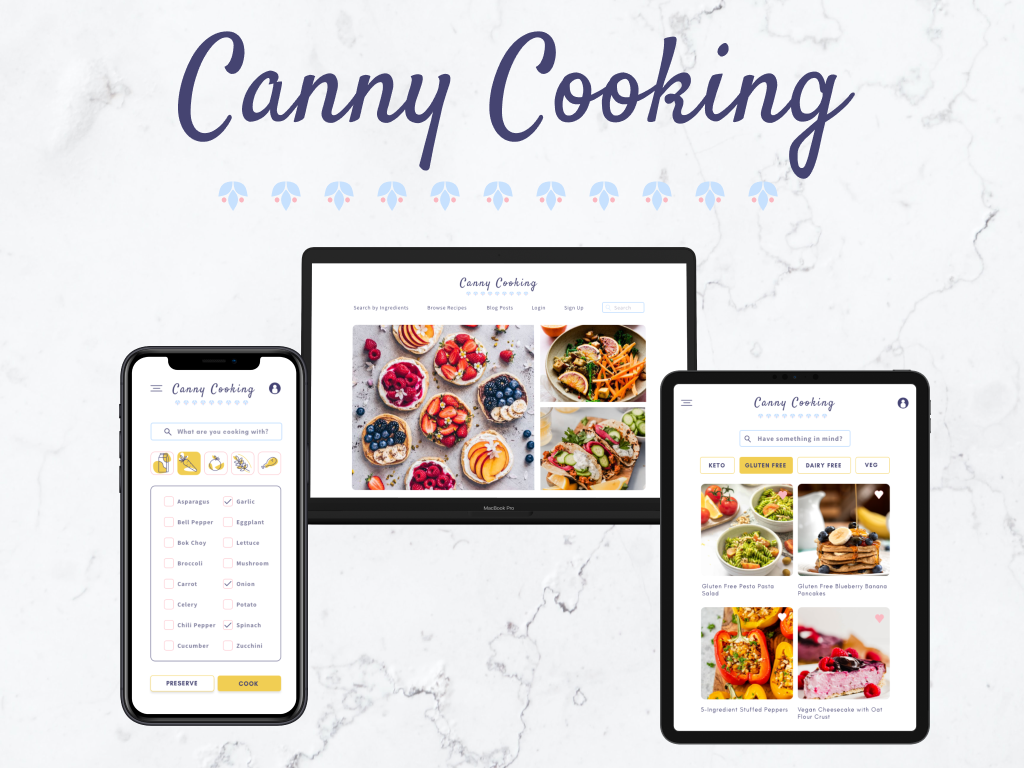 Canny Cooking
Canny Cooking
Search by Ingredients Browse Recipes Blog Posts Login Sign Up Search
MacBook Pro
Canny Cooking
What are you cooking with?
Asparagus Garlic
Bell Pepper Eggplant
Bok Choy Lettuce
Broccoli Mushroom
Carrot Onion
Celery Potato
Chili Pepper Spinach
Cucumber Zucchini
PRESERVE COOK
Canny Cooking
Have something in mind?
KETO GLUTEN FREE DAIRY FREE VEG
Gluten Free Pesto Pasta
Salad
Gluten Free Blueberry Banana
Pancakes
5-Ingredient Stuffed Peppers
Vegan Cheesecake with Oat
Flour Crust